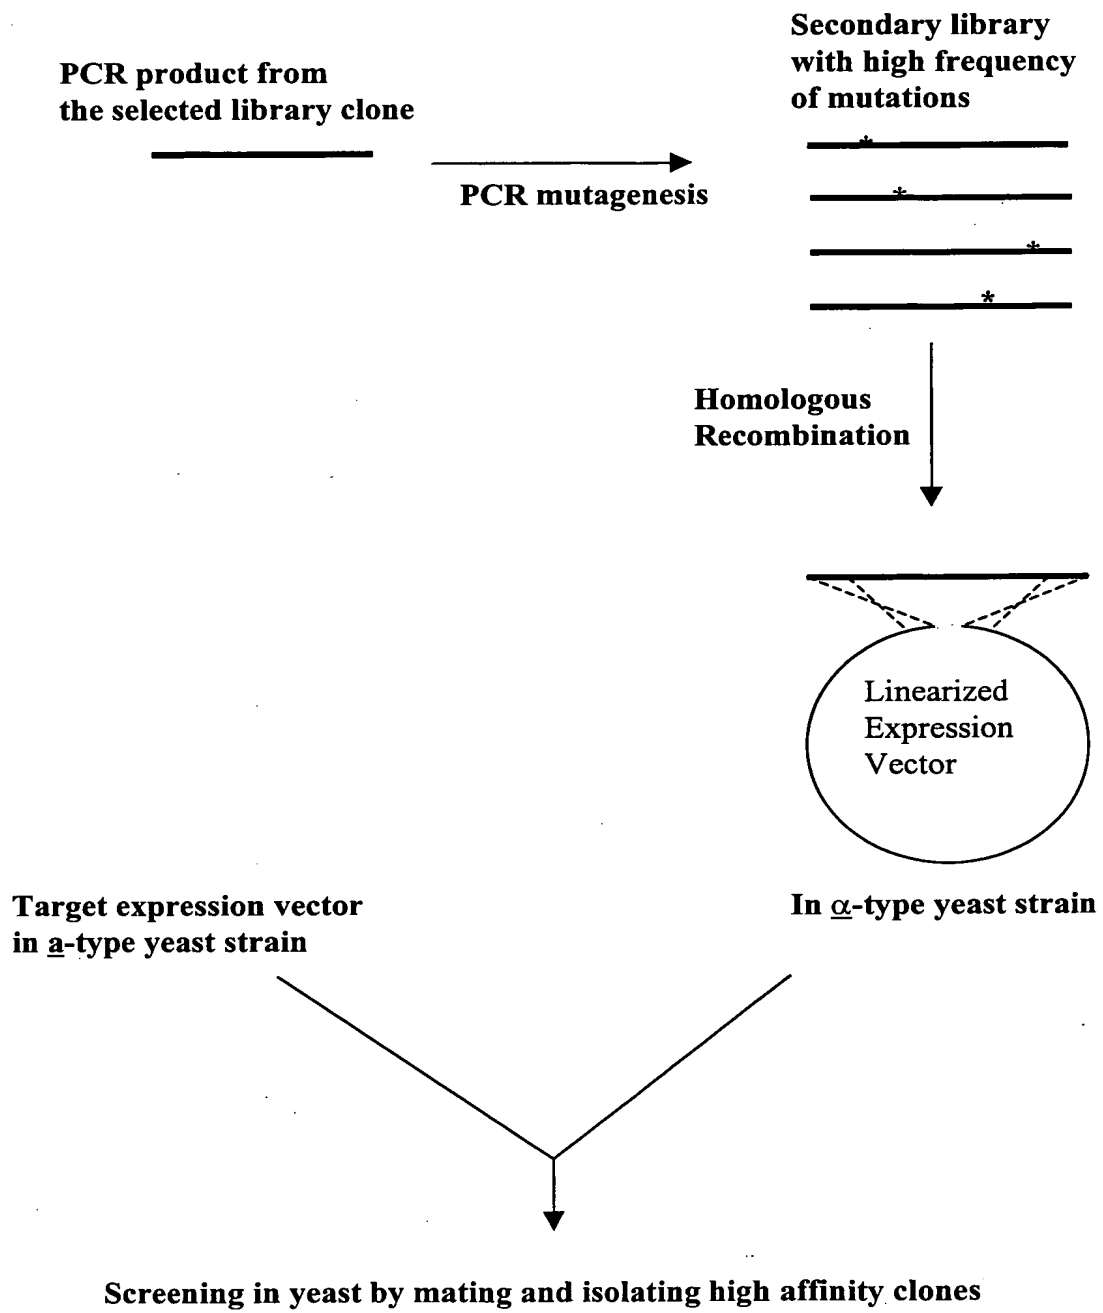 PCR product from
the selected library clone
PCR mutagenesis
Secondary library
with high frequency
of mutations
*
*
*
*
Homologous
Recombination
Linearized
Expression
Vector
Target expression vector
in a-type yeast strain
In α-type yeast strain
Screening in yeast by mating and isolating high affinity clones